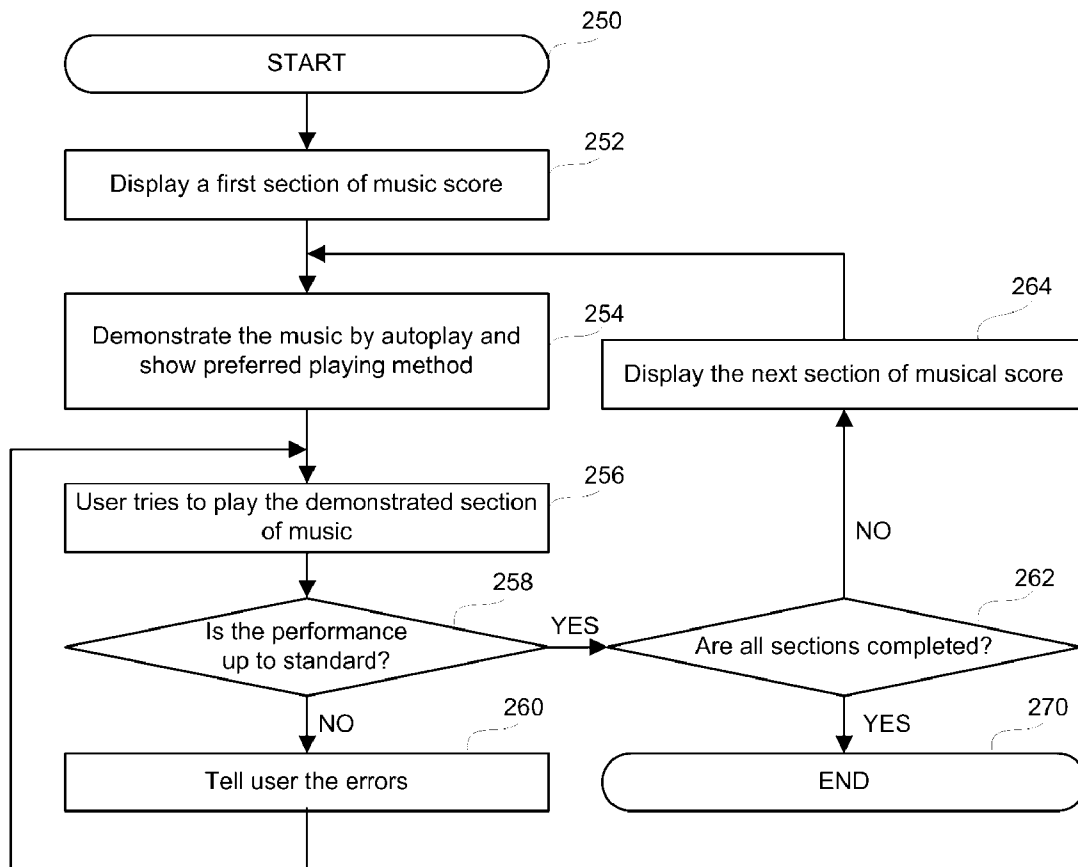 250
START
252
Display a first section of music score
264
254
Demonstrate the music by autoplay and
show preferred playing method
Display the next section of musical score
256
User tries to play the demonstrated section
of music
NO
258
262
Is the performance
up to standard?
YES
Are all sections completed?
NO
260
YES
270
Tell user the errors
END